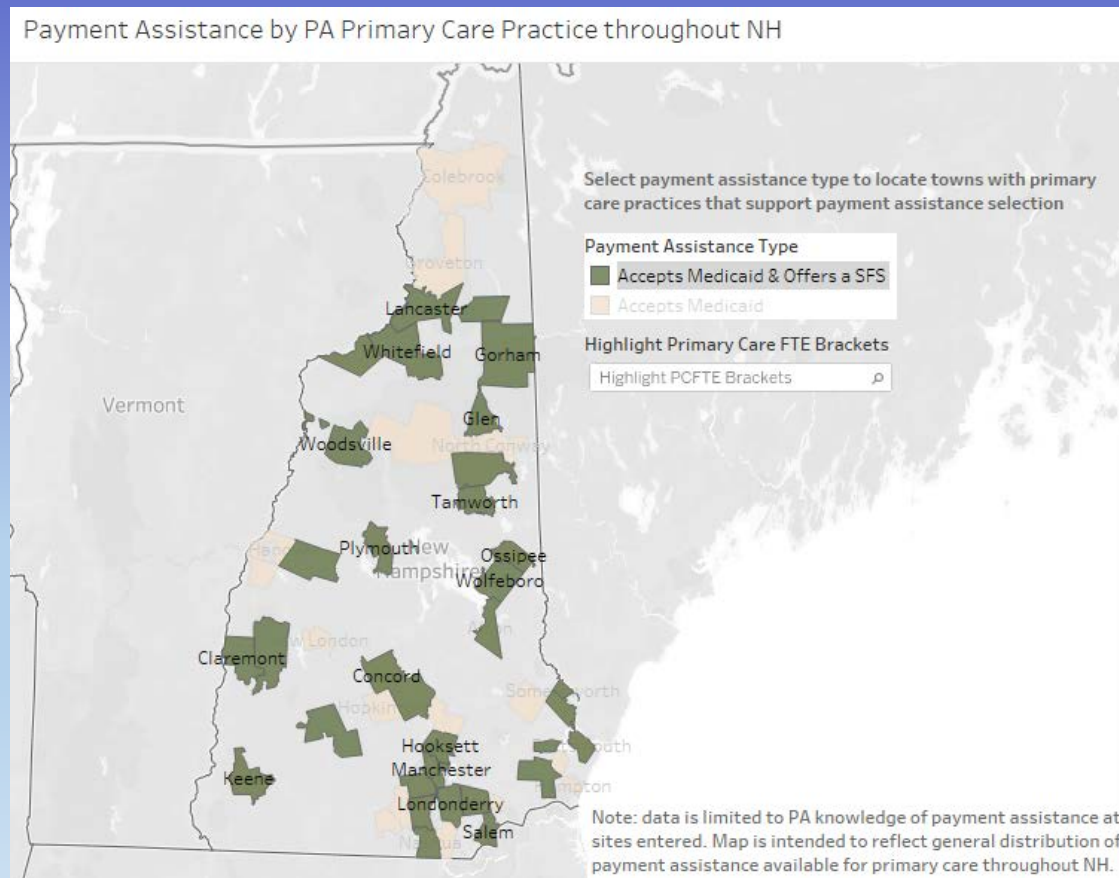 Payment Assistance by PA Primary Care Practice throughout NH
Select payment assistance type to locate towns with primary
care practices that support payment assistance selection
Payment Assistance Type
Accepts Medicaid & Offers a SFS
Accepts Medicaid
Highlight Primary Care FTE Brackets
Highlight PCFTE Brackets
Colebrook
Groveton
Lancaster
Whitefield
Gorham
Vermont
Glen
Woodsville
North Conway
Tamworth
Plymouth
New
Hampshire
Ossipee
Wolfeboro
Claremont
w London
Concord
Hopkin
Som
worth
Hooksett
outh
Manchester
Keene
mpton
Londonderry
Salem
Note: data is limited to PA knowledge of payment assistance at
sites entered. Map is intended to reflect general distribution of
payment assistance available for primary care throughout NH.